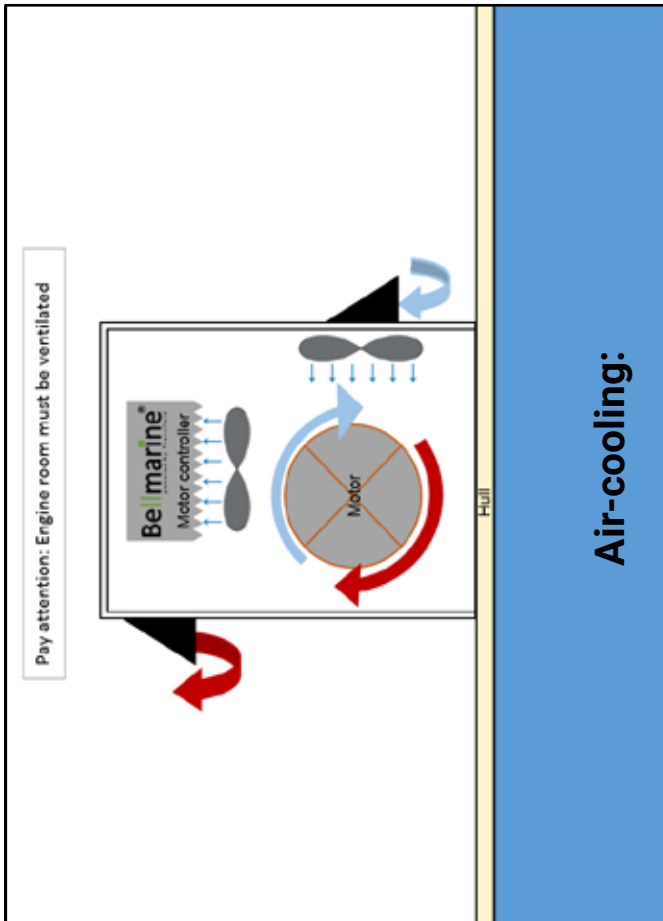 Pay attention: Engine room must be ventilated
Bellmarine®
Motor controller
Motor
Hull
Air-cooling: